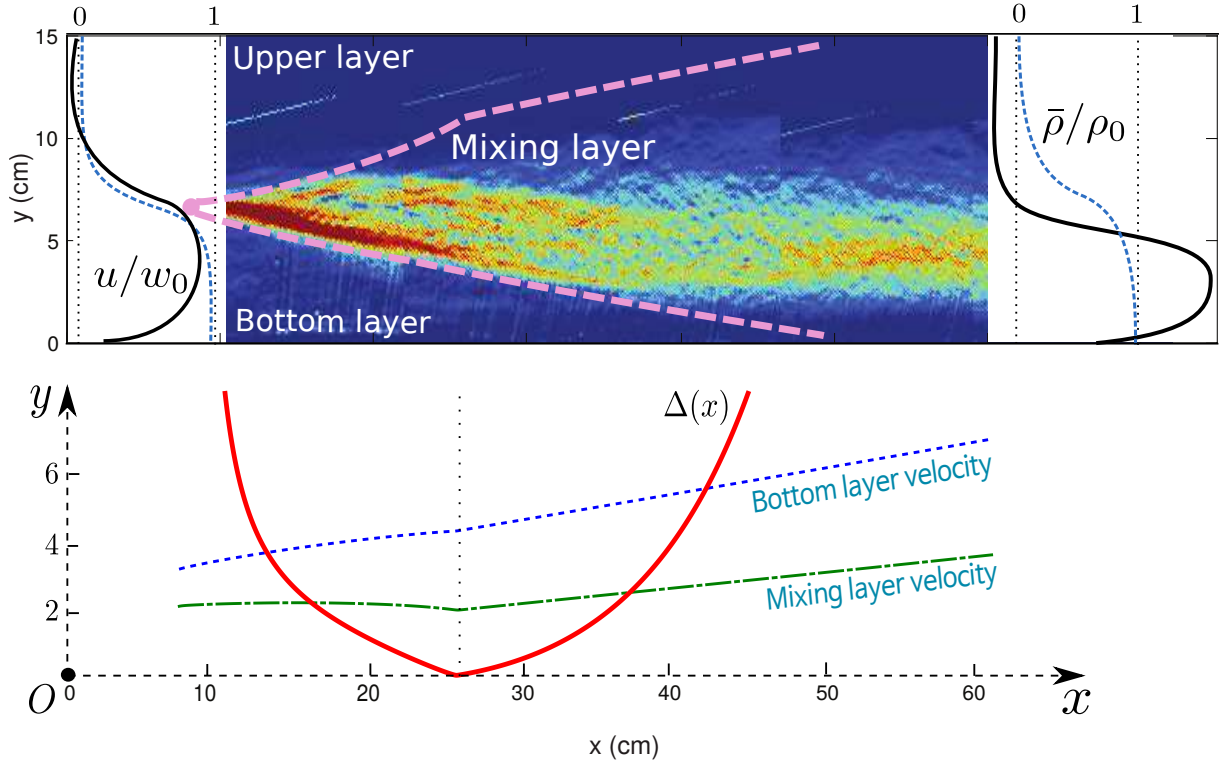 0 1 0 1
15
Upper layer
ρ̄/ρ₀
10
Mixing layer
y (cm)
5
u/w₀
Bottom layer
0
y
Δ(x)
6
Bottom layer velocity
4
Mixing layer velocity
2
O 0 10 20 30 40 50 60 x
x (cm)